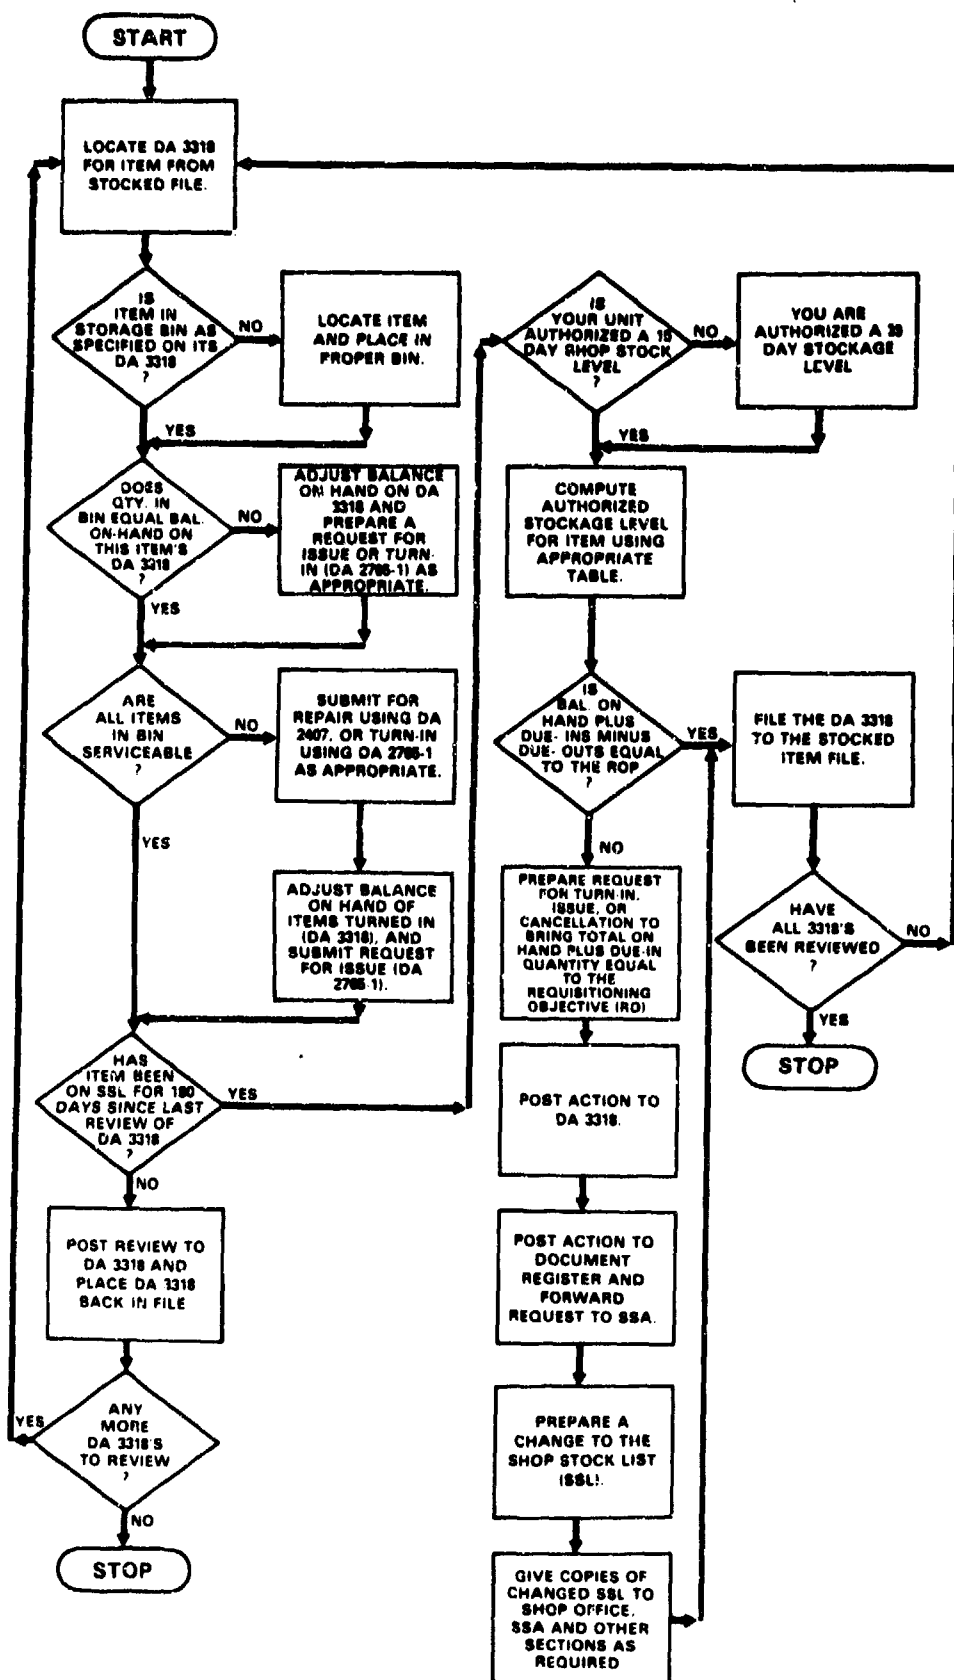 START
LOCATE DA 3318
FOR ITEM FROM
STOCKED FILE.
IS
ITEM IN
STORAGE BIN AS
SPECIFIED ON ITS
DA 3318
?
NO
LOCATE ITEM
AND PLACE IN
PROPER BIN.
YES
DOES
QTY. IN
BIN EQUAL BAL.
ON-HAND ON
THIS ITEM'S
DA 3318
?
NO
ADJUST BALANCE
ON HAND ON DA
3318 AND
PREPARE A
REQUEST FOR
ISSUE OR TURN-
IN (DA 2765-1) AS
APPROPRIATE.
YES
ARE
ALL ITEMS
IN BIN
SERVICEABLE
?
NO
SUBMIT FOR
REPAIR USING DA
2407, OR TURN-IN
USING DA 2765-1
AS APPROPRIATE.
YES
ADJUST BALANCE
ON HAND OF
ITEMS TURNED IN
(DA 3318), AND
SUBMIT REQUEST
FOR ISSUE (DA
2765-1).
HAS
ITEM BEEN
ON SSL FOR 180
DAYS SINCE LAST
REVIEW OF
DA 3318
?
YES
NO
POST REVIEW TO
DA 3318 AND
PLACE DA 3318
BACK IN FILE
ANY
MORE
DA 3318'S
TO REVIEW
?
YES
NO
STOP
IS
YOUR UNIT
AUTHORIZED A 15
DAY SHOP STOCK
LEVEL
?
NO
YOU ARE
AUTHORIZED A
DAY STOCKAGE
LEVEL
YES
COMPUTE
AUTHORIZED
STOCKAGE LEVEL
FOR ITEM USING
APPROPRIATE
TABLE.
IS
BAL. ON
HAND PLUS
DUE-INS MINUS
DUE-OUTS EQUAL
TO THE ROP
?
YES
NO
FILE THE DA 3318
TO THE STOCKED
ITEM FILE.
HAVE
ALL 3318'S
BEEN REVIEWED
?
NO
YES
STOP
PREPARE REQUEST
FOR TURN-IN,
ISSUE, OR
CANCELLATION TO
BRING TOTAL ON
HAND PLUS DUE-IN
QUANTITY EQUAL
TO THE
REQUISITIONING
OBJECTIVE (RO)
POST ACTION TO
DA 3318.
POST ACTION TO
DOCUMENT
REGISTER AND
FORWARD
REQUEST TO SSA.
PREPARE A
CHANGE TO THE
SHOP STOCK LIST
(SSL).
GIVE COPIES OF
CHANGED SSL TO
SHOP OFFICE,
SSA AND OTHER
SECTIONS AS
REQUIRED